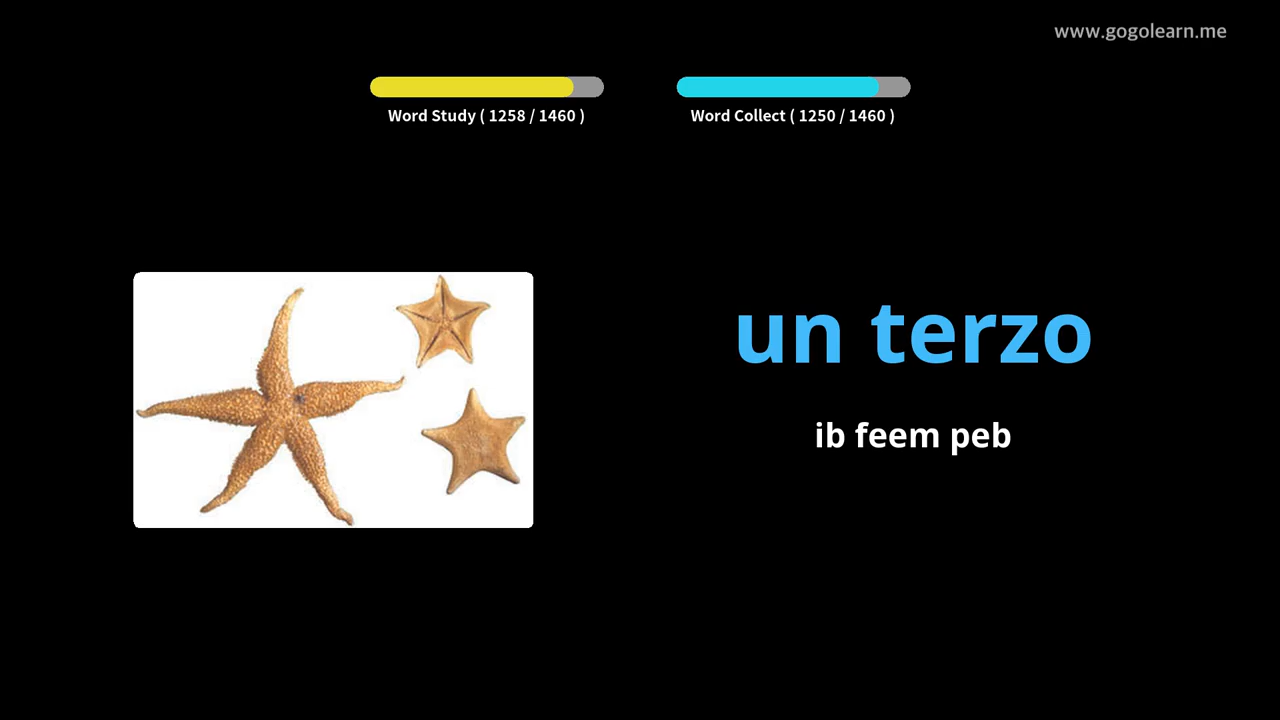 www.gogolearn.me
Word Study ( 1258 / 1460 )
Word Collect ( 1250 / 1460 )
un terzo
ib feem peb